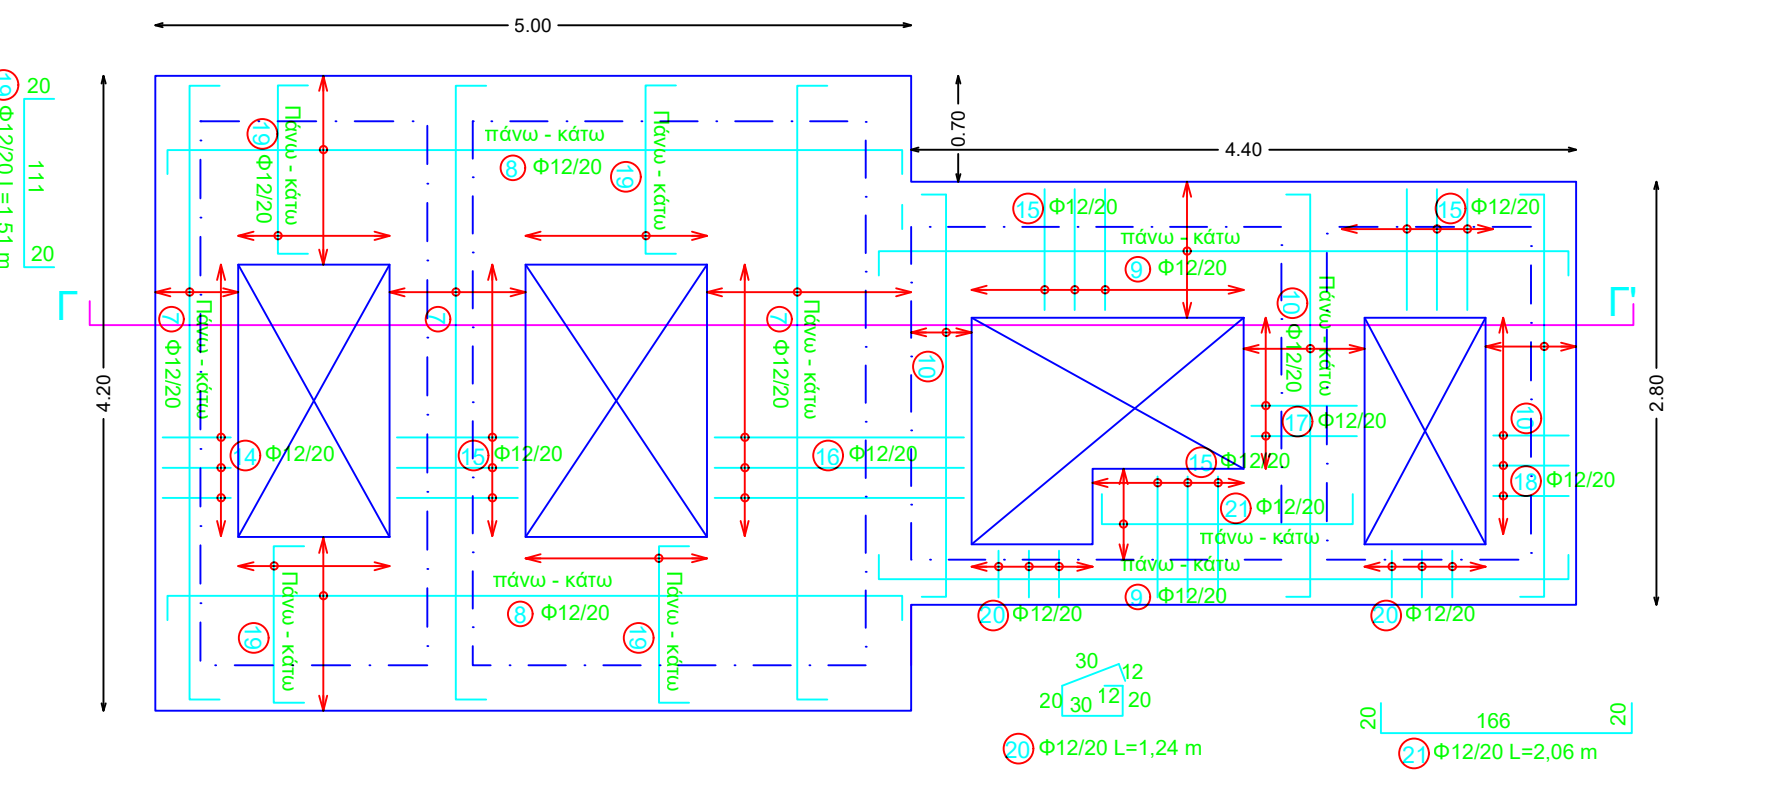 5.00
19 20
Φ12/20 L=1,51 m
111
20
4.20
19 Φ12/20
Πάνω - κάτω
πάνω - κάτω
8 Φ12/20
19
Πάνω - κάτω
0.70
4.40
15 Φ12/20
15 Φ12/20
πάνω - κάτω
9 Φ12/20
Γ
Γ'
7 Φ12/20
Πάνω - κάτω
7
7 Φ12/20
Πάνω - κάτω
10
10 Φ12/20
Πάνω - κάτω
2.80
10
17 Φ12/20
14 Φ12/20
15 Φ12/20
16 Φ12/20
15 Φ12/20
18 Φ12/20
21 Φ12/20
πάνω - κάτω
πάνω - κάτω
9 Φ12/20
πάνω - κάτω
8 Φ12/20
19
Πάνω - κάτω
19
Πάνω - κάτω
20 Φ12/20
20 Φ12/20
30
12
20 30 12 20
20 Φ12/20 L=1,24 m
20 166 20
21 Φ12/20 L=2,06 m